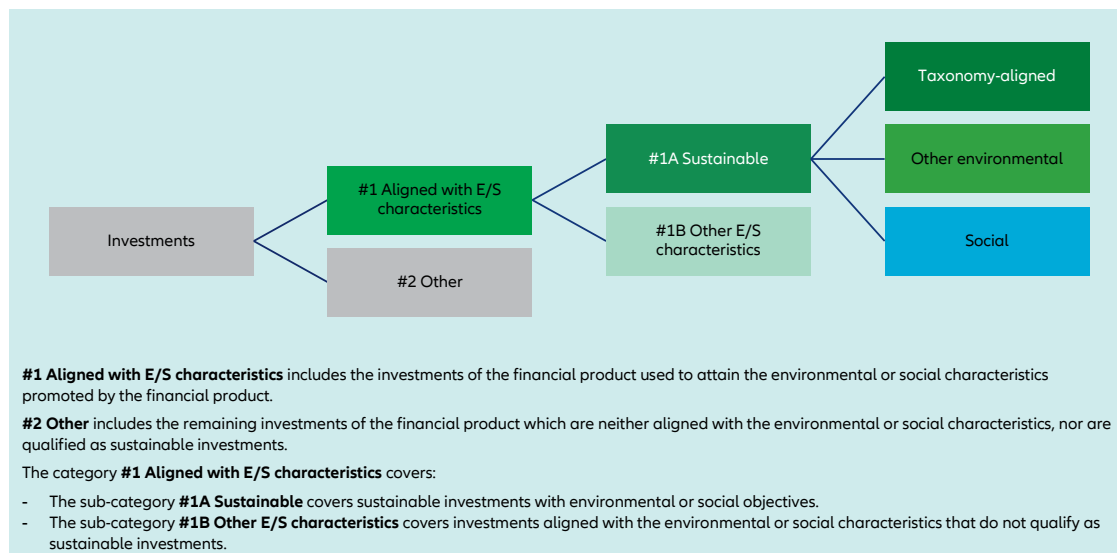 Taxonomy-aligned
#1A Sustainable
Other environmental
#1 Aligned with E/S
characteristics
Investments
#1B Other E/S
characteristics
Social
#2 Other
#1 Aligned with E/S characteristics includes the investments of the financial product used to attain the environmental or social characteristics
promoted by the financial product.
#2 Other includes the remaining investments of the financial product which are neither aligned with the environmental or social characteristics, nor are
qualified as sustainable investments.
The category #1 Aligned with E/S characteristics covers:
- The sub-category #1A Sustainable covers sustainable investments with environmental or social objectives.
- The sub-category #1B Other E/S characteristics covers investments aligned with the environmental or social characteristics that do not qualify as
sustainable investments.